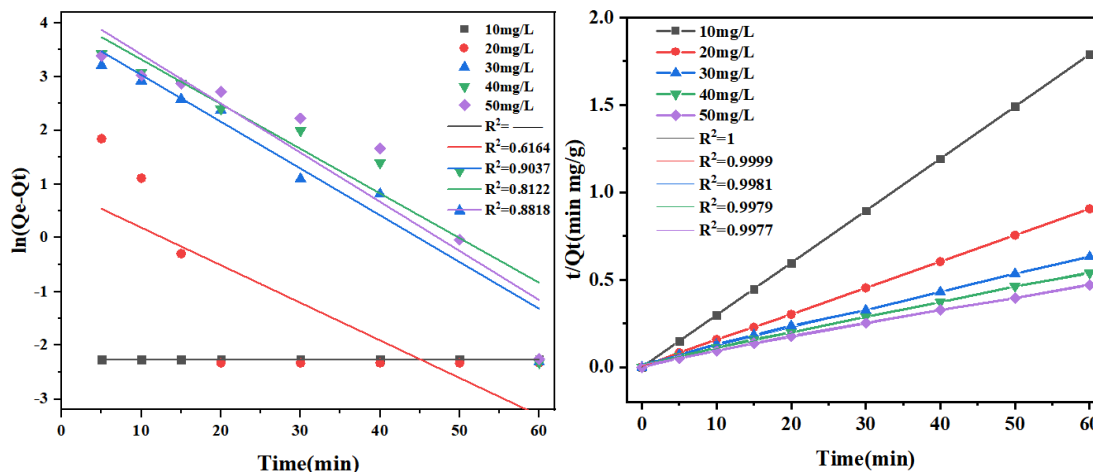 ln(Qe-Qt)
4
3
2
1
0
-1
-2
-3
0 10 20 30 40 50 60
Time(min)
10mg/L
20mg/L
30mg/L
40mg/L
50mg/L
R²= ——
R²=0.6164
R²=0.9037
R²=0.8122
R²=0.8818
t/Qt(min mg/g)
2.0
1.5
1.0
0.5
0.0
0 10 20 30 40 50 60
Time(min)
10mg/L
20mg/L
30mg/L
40mg/L
50mg/L
R²=1
R²=0.9999
R²=0.9981
R²=0.9979
R²=0.9977